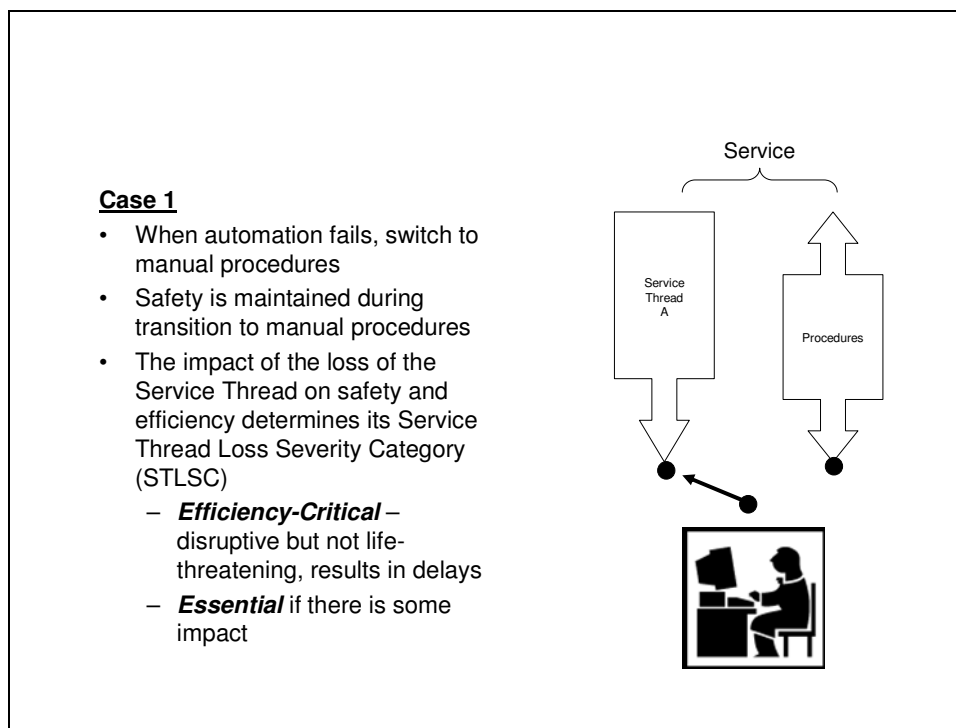 Case 1
• When automation fails, switch to
manual procedures
• Safety is maintained during
transition to manual procedures
• The impact of the loss of the
Service Thread on safety and
efficiency determines its Service
Thread Loss Severity Category
(STLSC)
– Efficiency-Critical –
disruptive but not life-
threatening, results in delays
– Essential if there is some
impact
Service
Service
Thread
A
Procedures